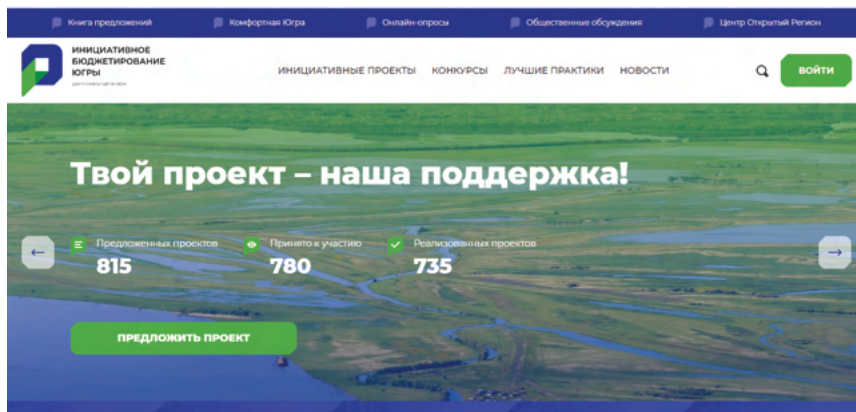 Книга предложений
Комфортная Югра
Онлайн-опросы
Общественные обсуждения
Центр Открытый Регион
ИНИЦИАТИВНОЕ
БЮДЖЕТИРОВАНИЕ
ЮГРЫ
ИНИЦИАТИВНЫЕ ПРОЕКТЫ
КОНКУРСЫ
ЛУЧШИЕ ПРАКТИКИ
НОВОСТИ
ВОЙТИ
Твой проект – наша поддержка!
Предложенных проектов
815
Принято к участию
780
Реализованных проектов
735
ПРЕДЛОЖИТЬ ПРОЕКТ